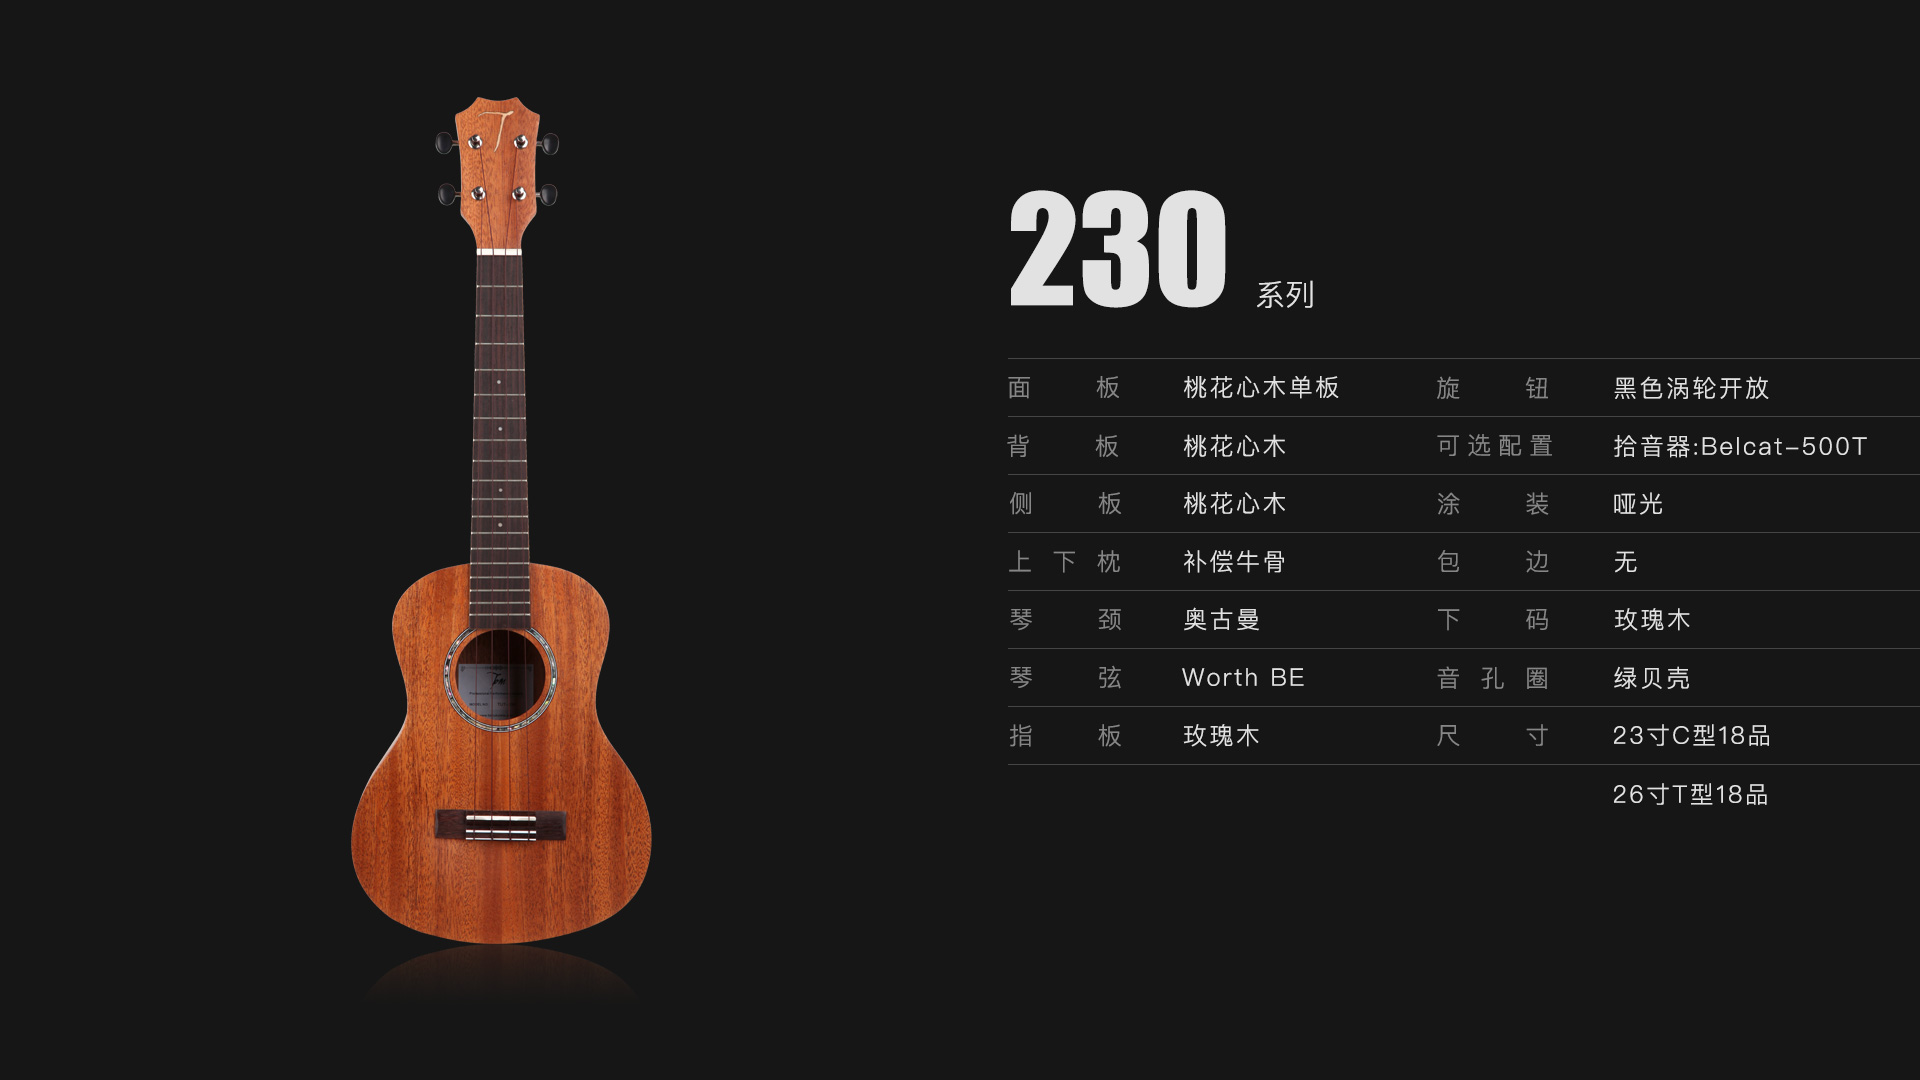 230 系列
面板 桃花心木单板 旋钮 黑色涡轮开放
背板 桃花心木 可选配置 拾音器:Belcat-500T
侧板 桃花心木 涂装 哑光
上下枕 补偿牛骨 包边 无
琴颈 奥古曼 下码 玫瑰木
琴弦 Worth BE 音孔圈 绿贝壳
指板 玫瑰木 尺寸 23寸C型18品
26寸T型18品